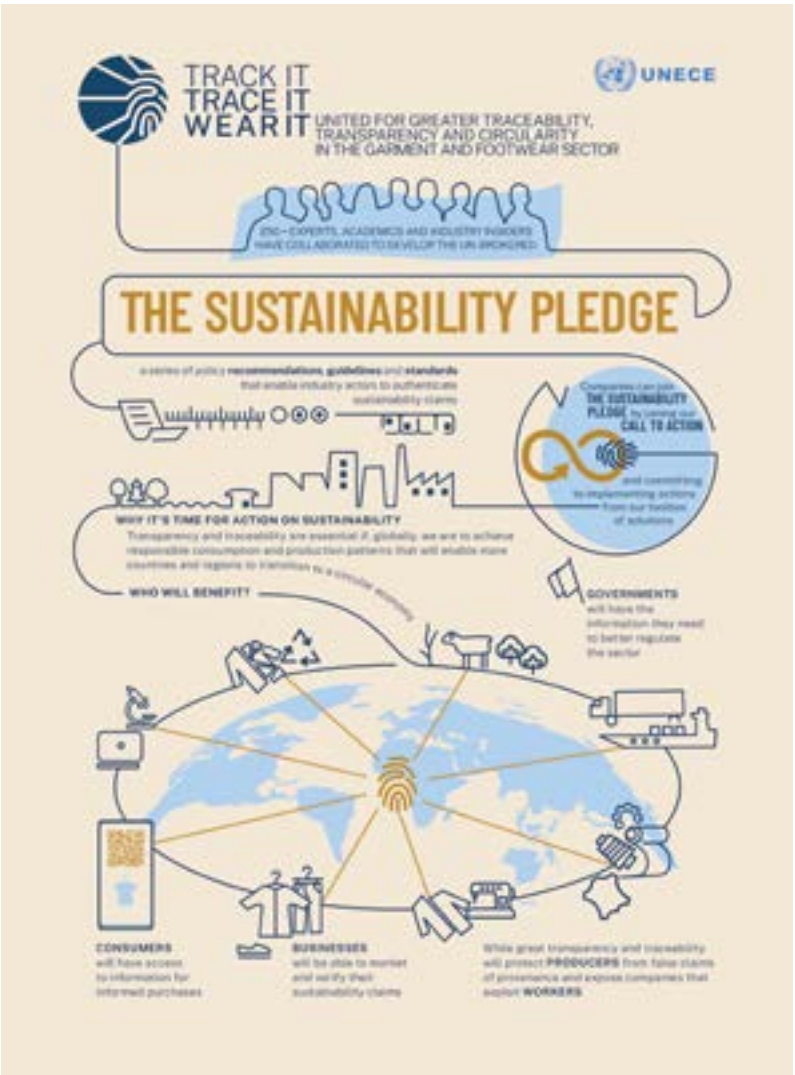 TRACK IT
TRACE IT
WEAR IT
UNITED FOR GREATER TRACEABILITY,
TRANSPARENCY AND CIRCULARITY
IN THE GARMENT AND FOOTWEAR SECTOR
UNECE
EXPERTS, ACADEMICS AND INDUSTRY INSIDERS
HAVE COLLABORATED TO DEVELOP THE UN-BROKERED
THE SUSTAINABILITY PLEDGE
a series of policy recommendations, guidelines and standards
that enable industry actors to authenticate
sustainability claims
Companies can join
THE SUSTAINABILITY
PLEDGE by joining our
CALL TO ACTION
and committing
to implementing actions
from our toolbox
of solutions
WHY IT'S TIME FOR ACTION ON SUSTAINABILITY
Transparency and traceability are essential if, globally, we are to achieve
responsible consumption and production patterns that will enable more
countries and regions to transition to a circular economy
WHO WILL BENEFIT?
GOVERNMENTS
will have the
information they need
to better regulate
the sector
CONSUMERS
will have access
to information for
informed purchases
BUSINESSES
will be able to market
and verify their
sustainability claims
While great transparency and traceability
will protect PRODUCERS from false claims
of provenance and expose companies that
exploit WORKERS